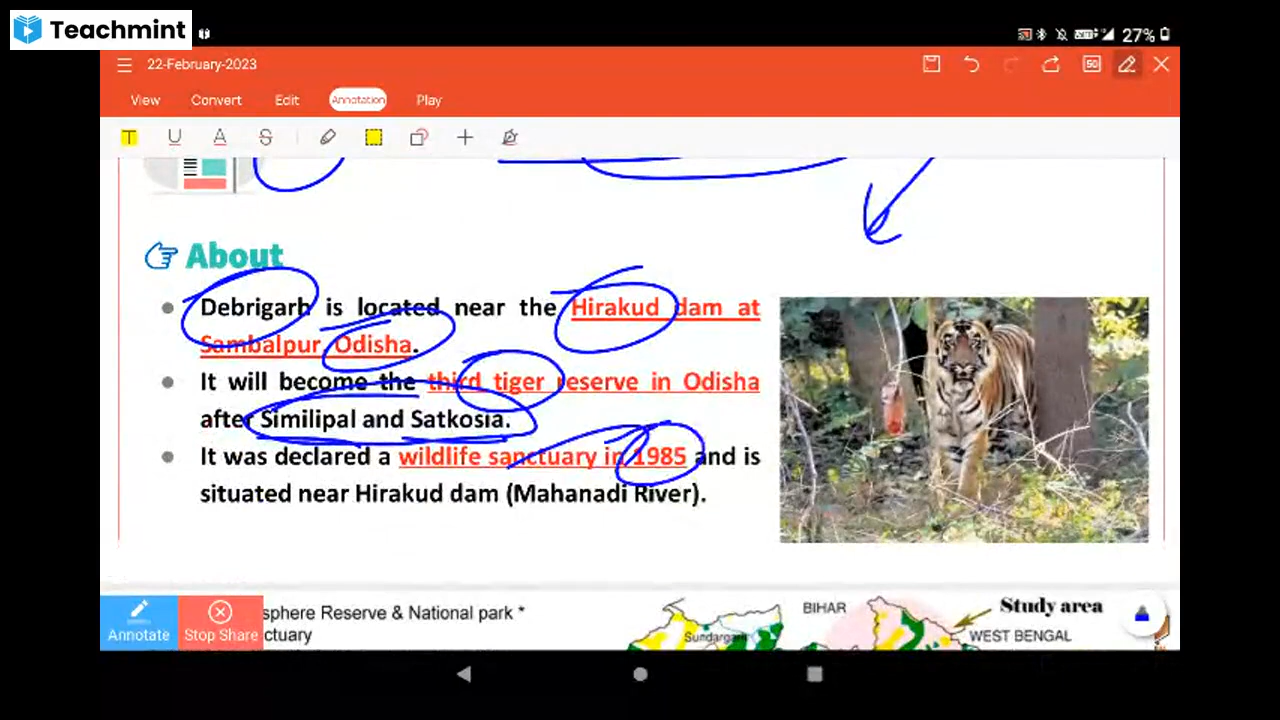 Teachmint
27%
22-February-2023
50
View Convert Edit Annotation Play
T U A S
About
Debrigarh is located near the Hirakud dam at
Sambalpur, Odisha.
It will become the third tiger reserve in Odisha
after Similipal and Satkosia.
It was declared a wildlife sanctuary in 1985 and is
situated near Hirakud dam (Mahanadi River).
Annotate
Stop Share
sphere Reserve & National park *
ctuary
Sundargarh
BIHAR
Study area
WEST BENGAL